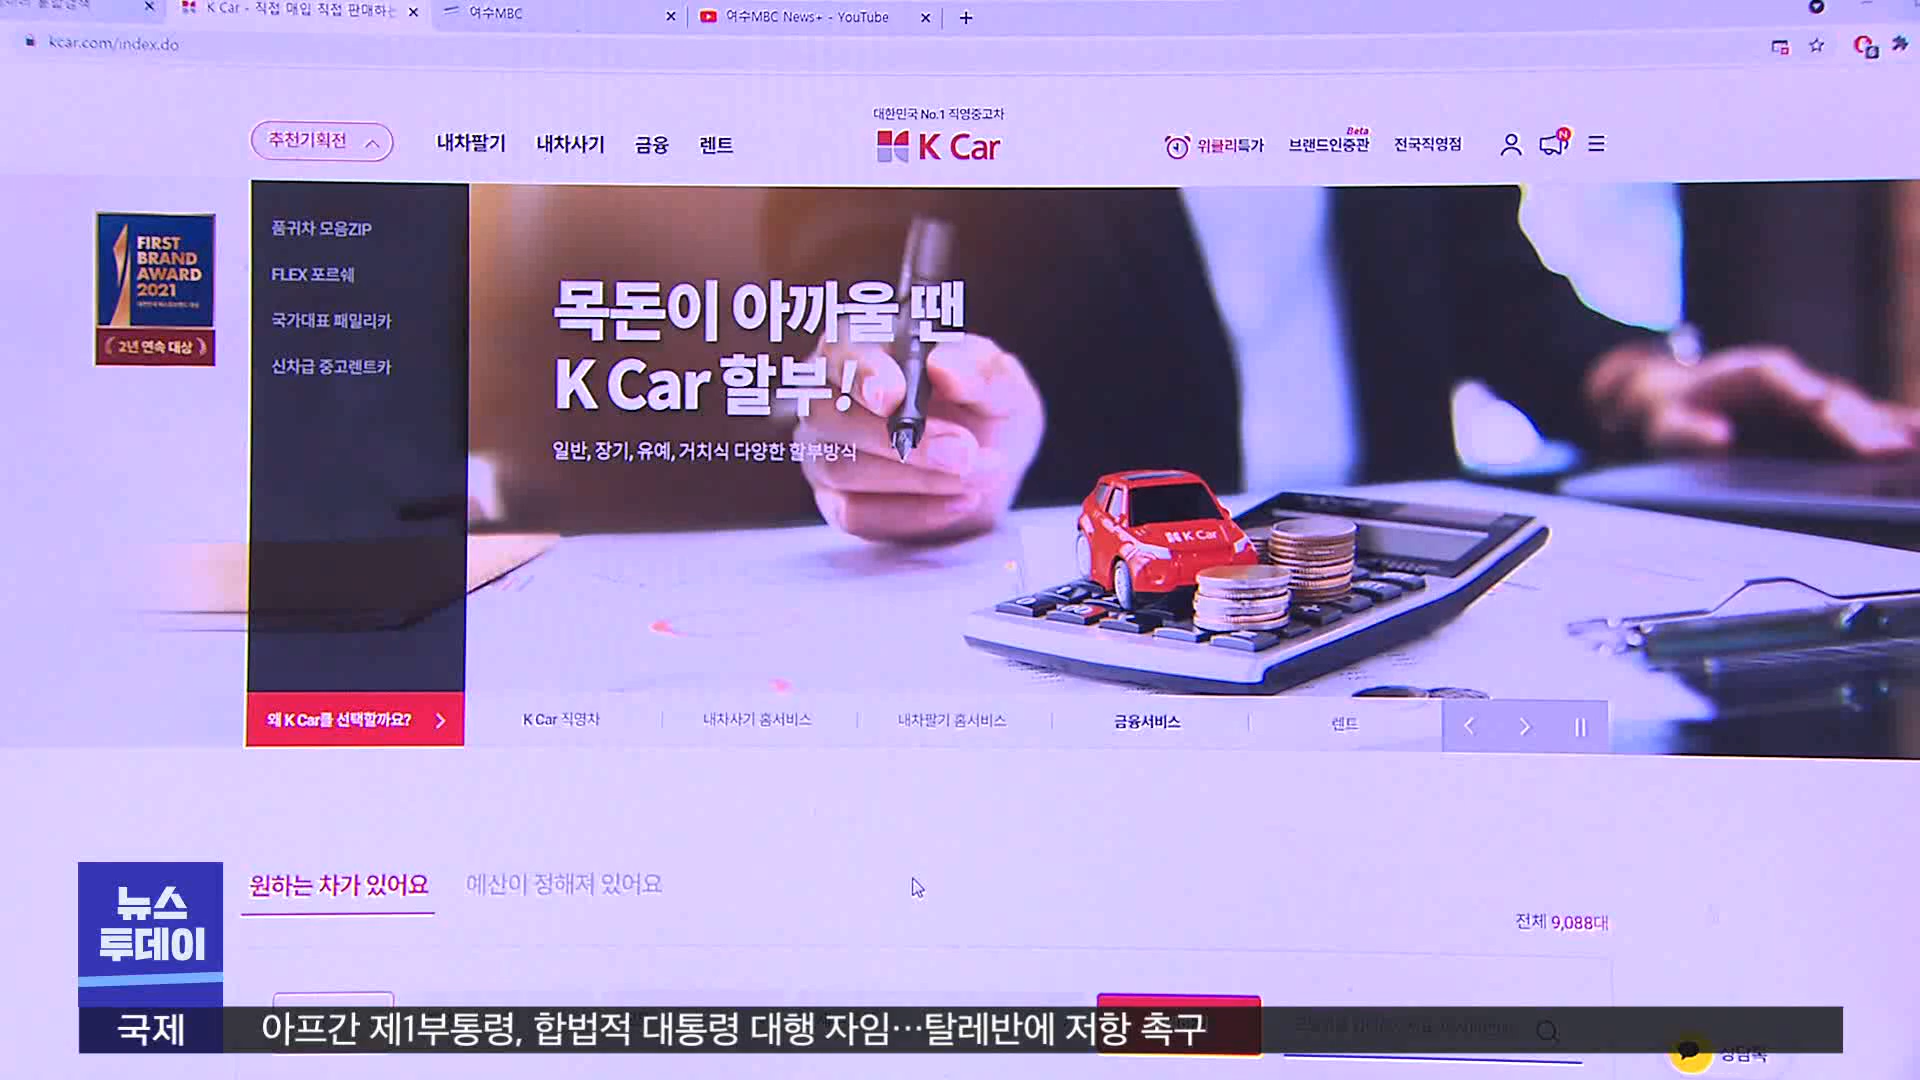 K Car - 직접 매입 직접 판매하는
여수MBC
여수MBC News+ - YouTube
kcar.com/index.do
대한민국 No.1 직영중고차
추천기획전
내차팔기
내차사기
금융
렌트
K Car
위클리특가
브랜드인증관
Beta
전국직영점
N
FIRST
BRAND
AWARD
2021
2년 연속 대상
품귀차 모음ZIP
FLEX 포르쉐
국가대표 패밀리카
신차급 중고렌트카
목돈이 아까울 땐
K Car 할부!
일반, 장기, 유예, 거치식 다양한 할부방식
K Car
왜 K Car를 선택할까요?
K Car 직영차
내차사기 홈서비스
내차팔기 홈서비스
금융서비스
렌트
원하는 차가 있어요
예산이 정해져 있어요
전체 9,088대
뉴스
투데이
국제
아프간 제1부통령, 합법적 대통령 대행 자임…탈레반에 저항 촉구
상담톡